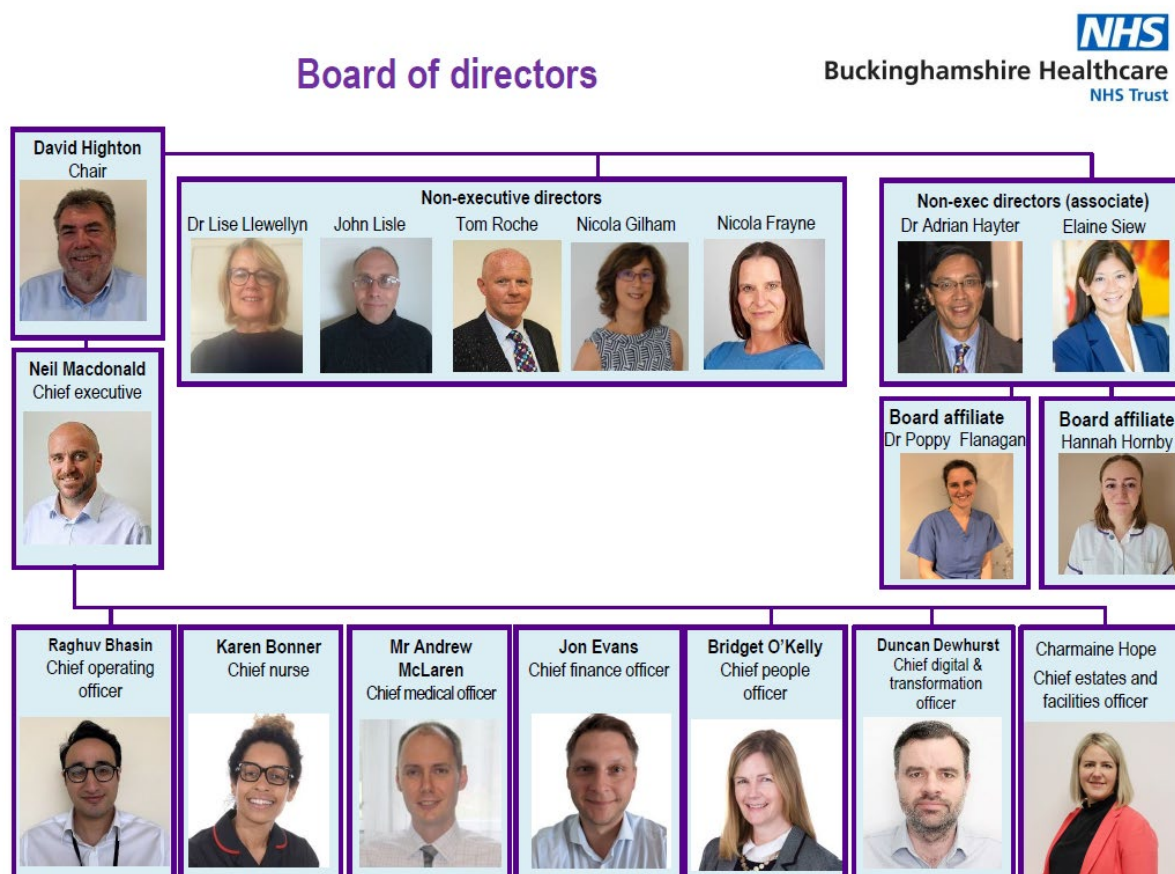 NHS
Board of directors
Buckinghamshire Healthcare
NHS Trust
David Highton
Chair
Non-executive directors
Dr Lise Llewellyn
John Lisle
Tom Roche
Nicola Gilham
Nicola Frayne
Non-exec directors (associate)
Dr Adrian Hayter
Elaine Siew
Neil Macdonald
Chief executive
Board affiliate
Dr Poppy Flanagan
Board affiliate
Hannah Hornby
Raghuv Bhasin
Chief operating
officer
Karen Bonner
Chief nurse
Mr Andrew
McLaren
Chief medical officer
Jon Evans
Chief finance officer
Bridget O’Kelly
Chief people
officer
Duncan Dewhurst
Chief digital &
transformation
officer
Charmaine Hope
Chief estates and
facilities officer